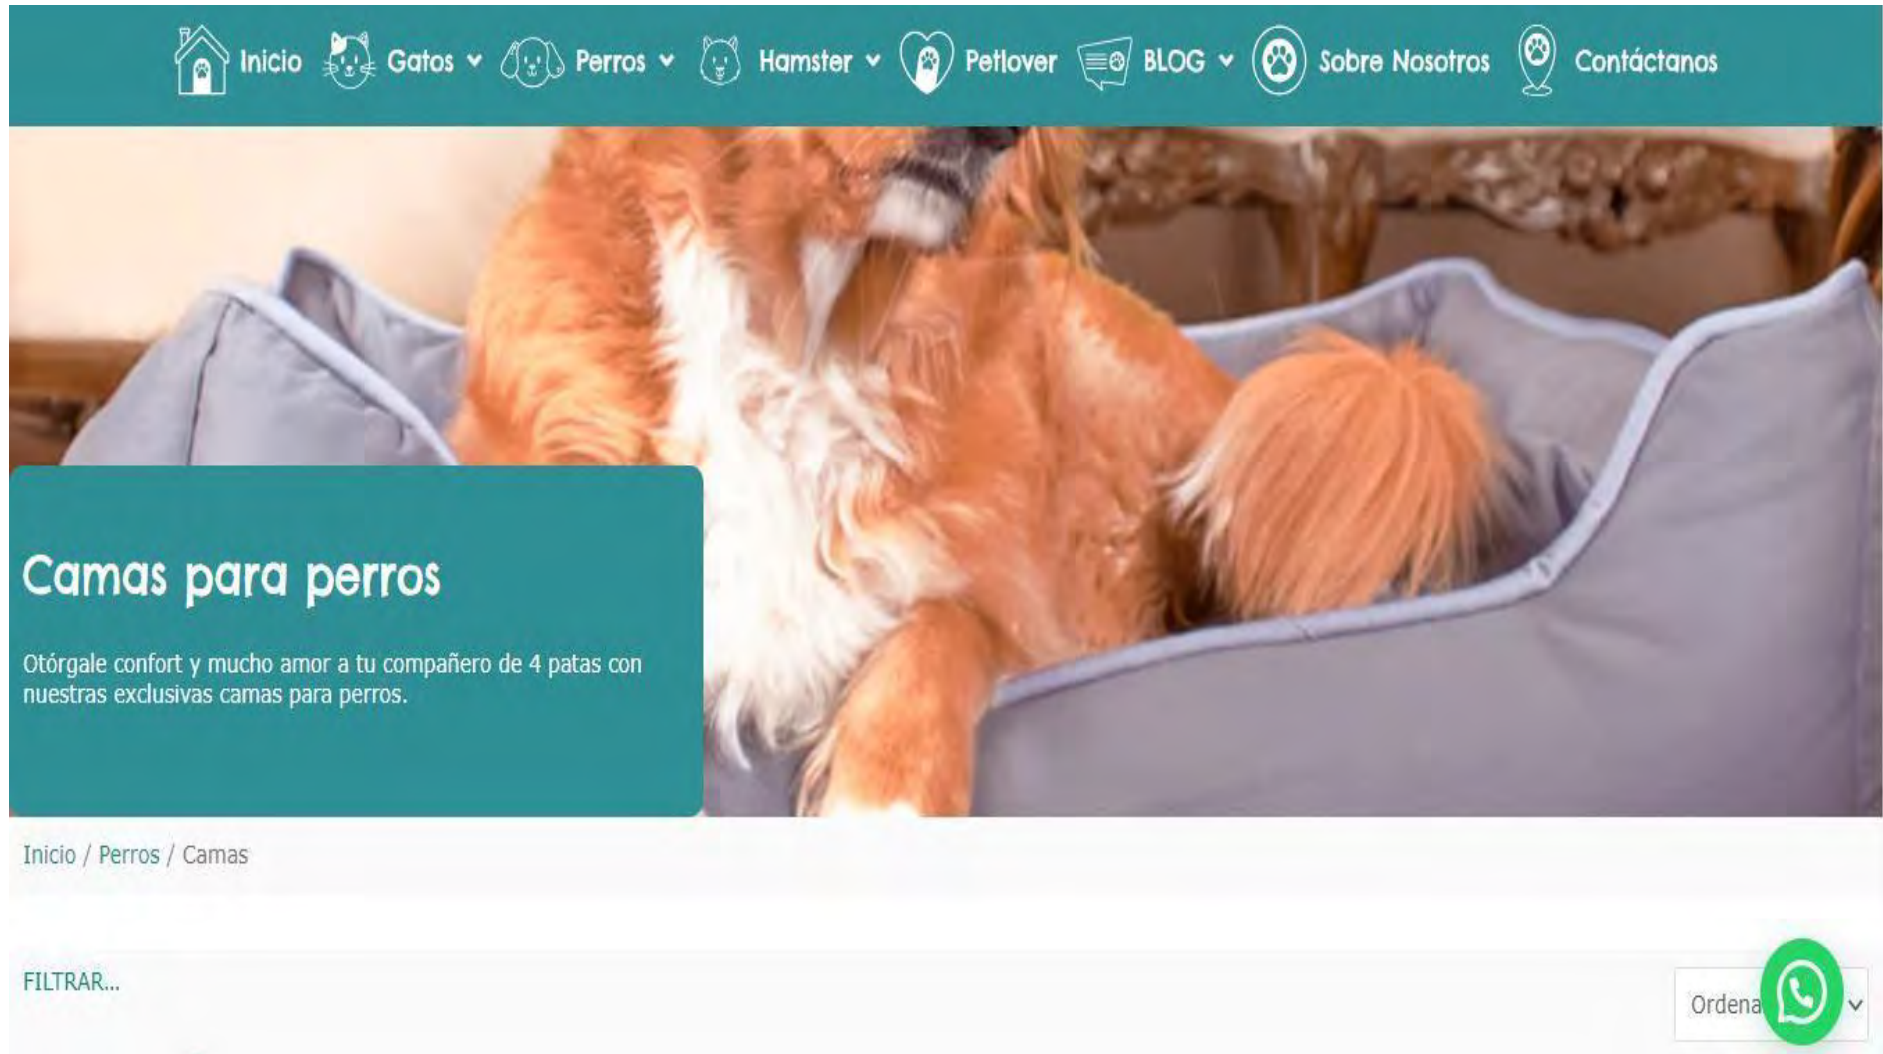 Inicio Gatos Perros Hamster Petlover BLOG Sobre Nosotros Contáctanos
Camas para perros
Otórgale confort y mucho amor a tu compañero de 4 patas con
nuestras exclusivas camas para perros.
Inicio / Perros / Camas
FILTRAR...
Ordena